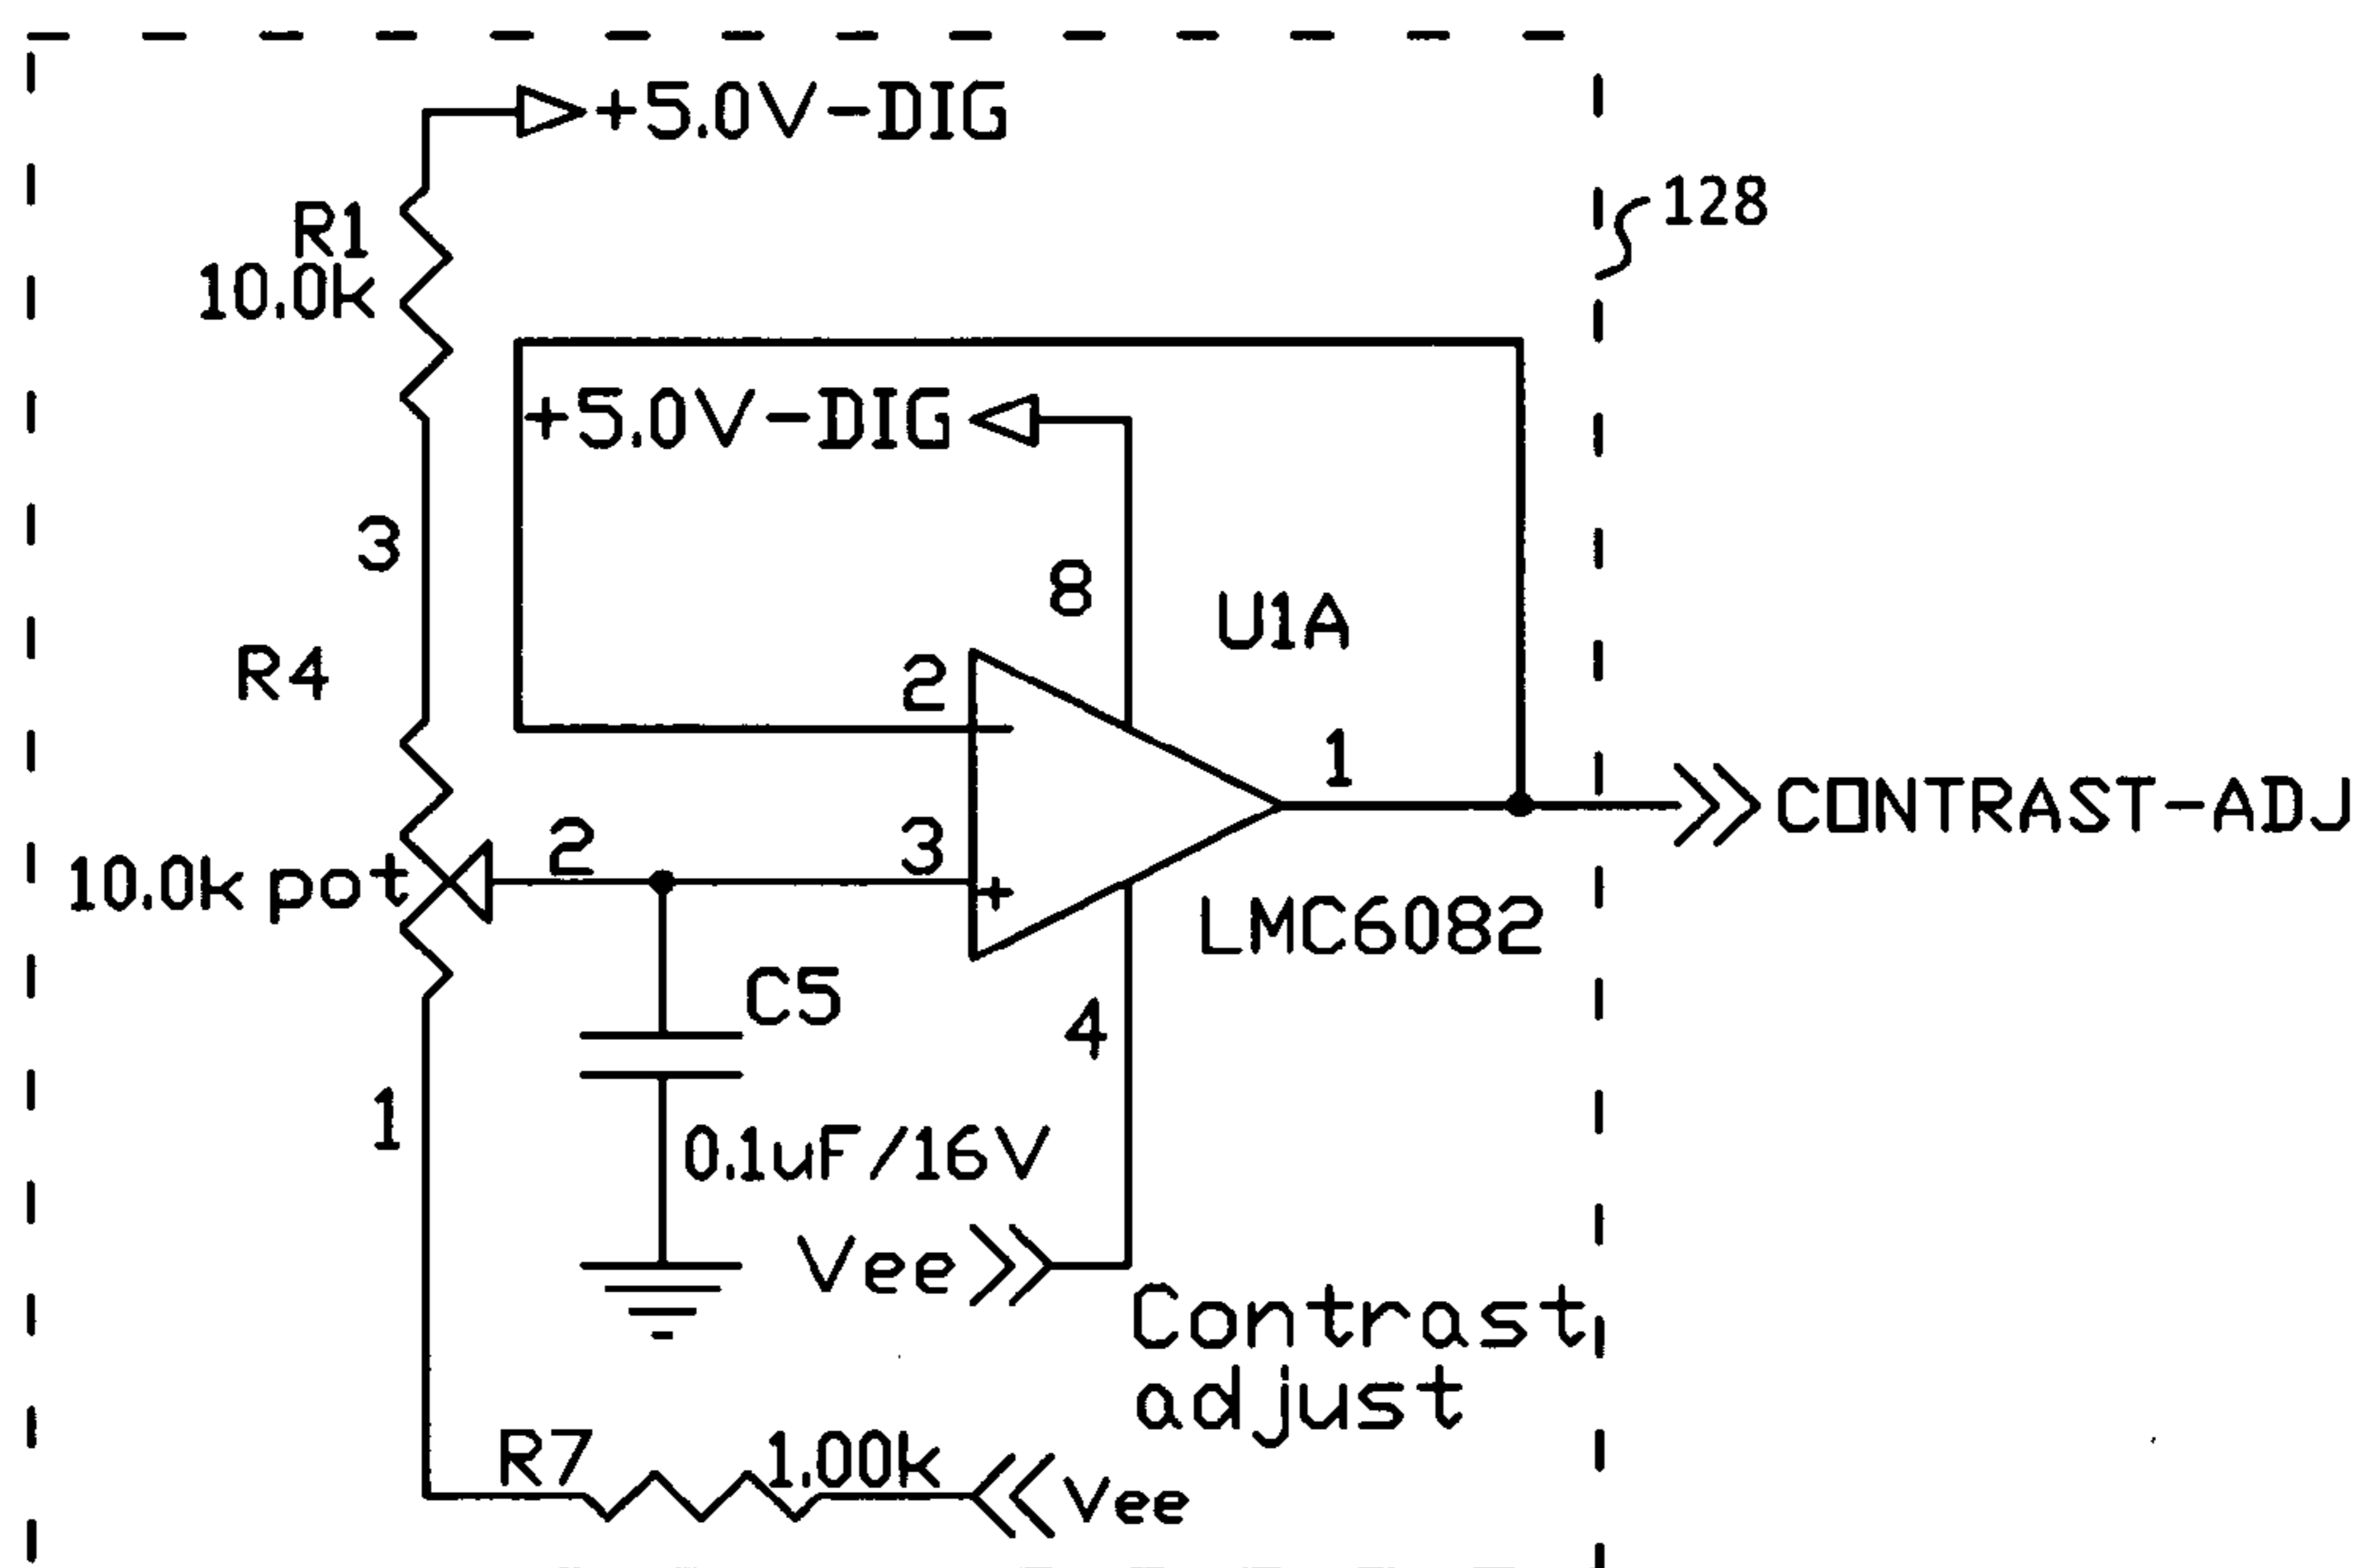 +5.0V-DIG
128
R1
10.0k
+5.0V-DIG
3
8
U1A
R4
2
1
CONTRAST-ADJ
10.0k pot
2
3
-
+
LMC6082
C5
4
1
0.1uF/16V
Vee
Contrast
adjust
R7
1.00k
Vee